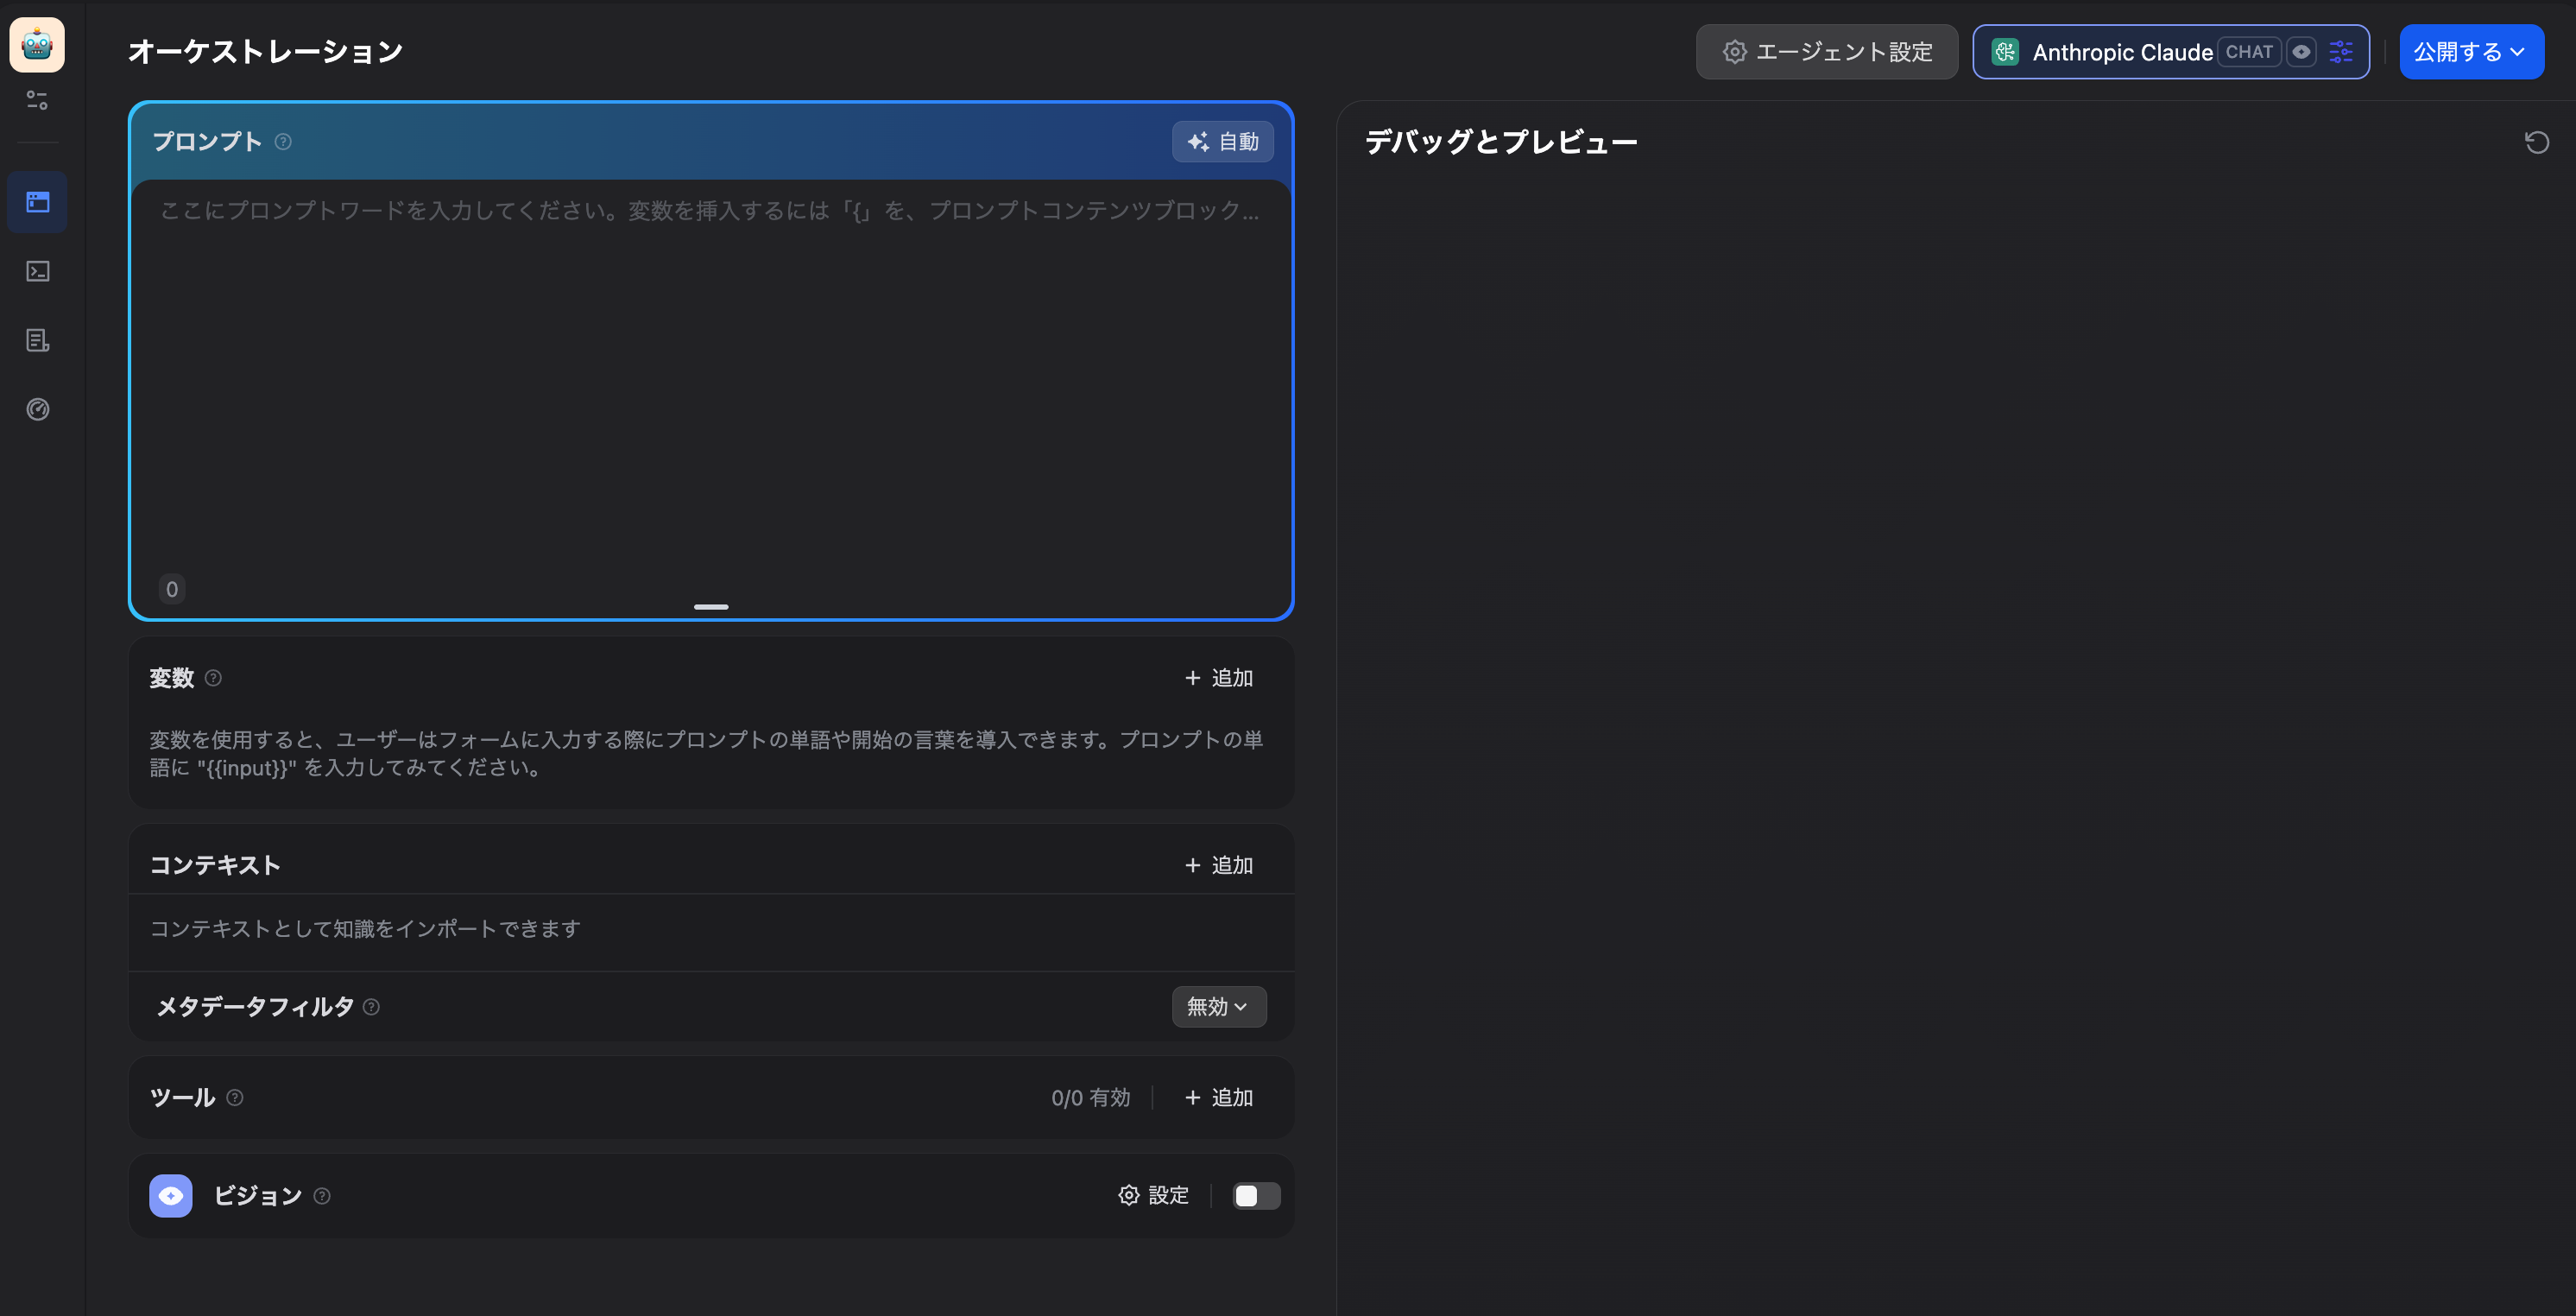 オーケストレーション
エージェント設定
Anthropic Claude CHAT
公開する
プロンプト
自動
ここにプロンプトワードを入力してください。変数を挿入するには「{」を、プロンプトコンテンツブロック...
0
変数
+ 追加
変数を使用すると、ユーザーはフォームに入力する際にプロンプトの単語や開始の言葉を導入できます。プロンプトの単
語に "{{input}}" を入力してみてください。
コンテキスト
+ 追加
コンテキストとして知識をインポートできます
メタデータフィルタ
無効
ツール
0/0 有効
+ 追加
ビジョン
設定
デバッグとプレビュー